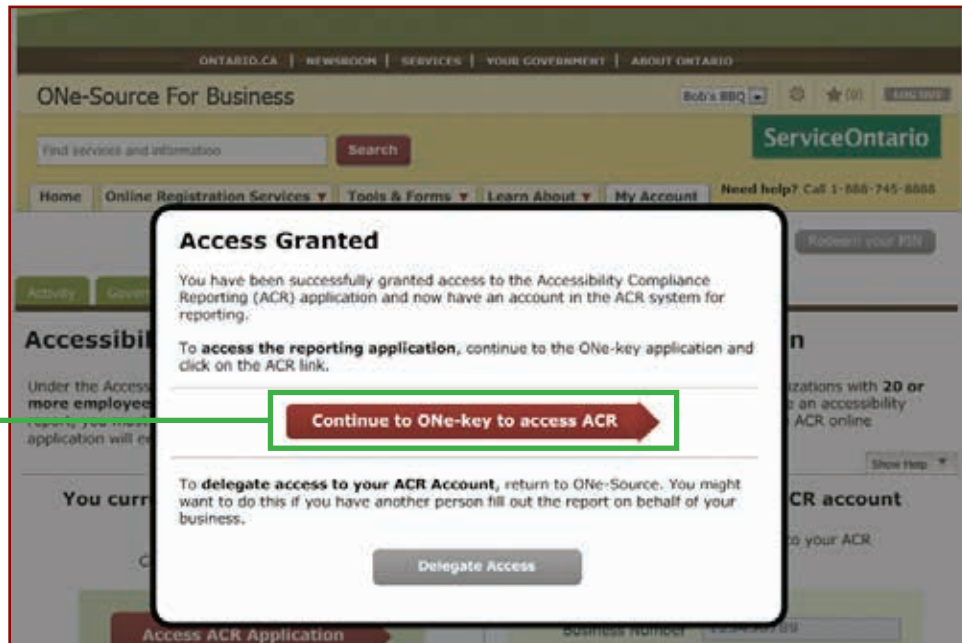 ONTARIO.CA | NEWSROOM | SERVICES | YOUR GOVERNMENT | ABOUT ONTARIO
ONe-Source For Business
Bob's BBQ
(0)
LOG OUT
Find services and information
Search
ServiceOntario
Home
Online Registration Services
Tools & Forms
Learn About
My Account
Need help? Call 1-888-745-8888
Redeem your PIN
Activity
Govern
Access Granted
You have been successfully granted access to the Accessibility Compliance
Reporting (ACR) application and now have an account in the ACR system for
reporting.
To access the reporting application, continue to the ONe-key application and
click on the ACR link.
Continue to ONe-key to access ACR
To delegate access to your ACR Account, return to ONe-Source. You might
want to do this if you have another person fill out the report on behalf of your
business.
Delegate Access
Accessibil
n
Under the Access
izations with 20 or
more employee
an accessibility
ACR online
application will e
Show Help
You curr
CR account
to your ACR
C
Access ACR Application
Business Number